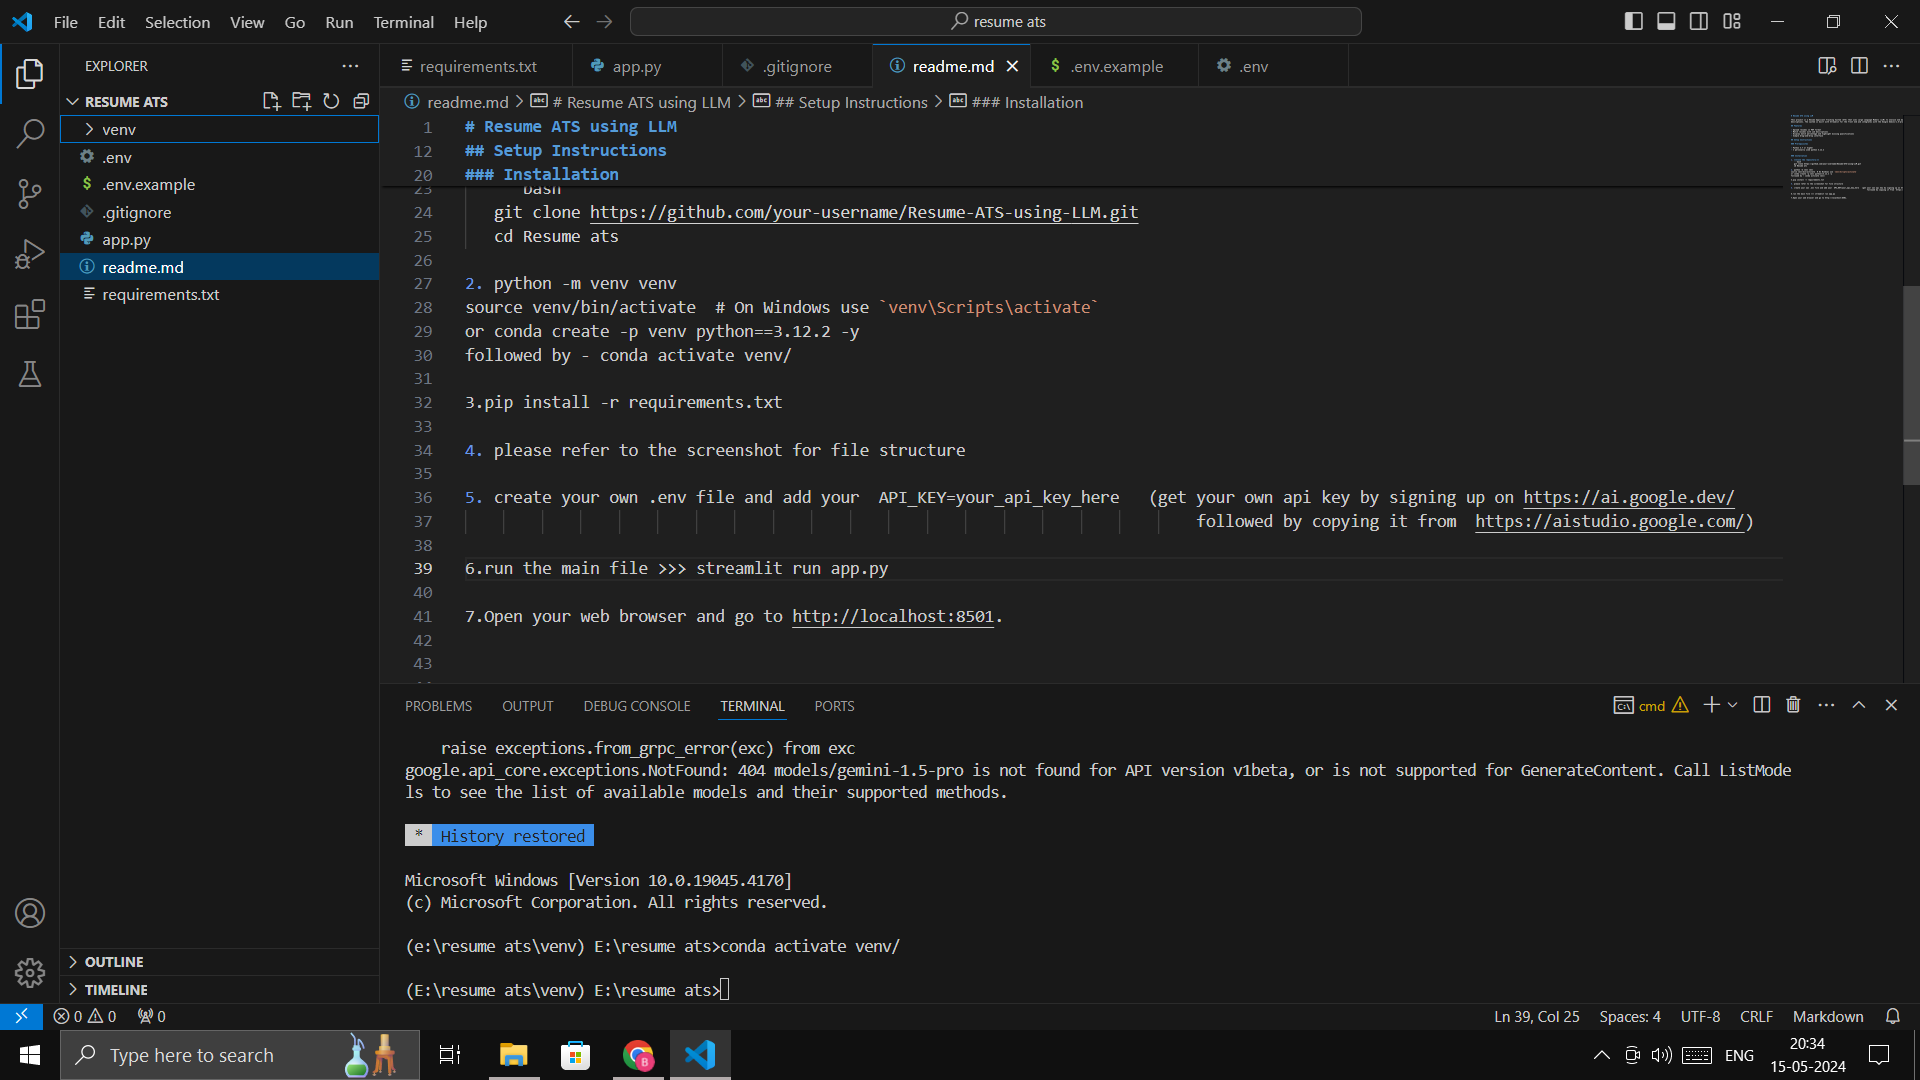 File Edit Selection View Go Run Terminal Help
resume ats
EXPLORER
RESUME ATS
venv
.env
.env.example
.gitignore
app.py
readme.md
requirements.txt
OUTLINE
TIMELINE
requirements.txt app.py .gitignore readme.md .env.example .env
readme.md > # Resume ATS using LLM > ## Setup Instructions > ### Installation
1 # Resume ATS using LLM
12 ## Setup Instructions
20 ### Installation
23 bash
24 git clone https://github.com/your-username/Resume-ATS-using-LLM.git
25 cd Resume ats
26
27 2. python -m venv venv
28 source venv/bin/activate # On Windows use `venv\Scripts\activate`
29 or conda create -p venv python==3.12.2 -y
30 followed by - conda activate venv/
31
32 3.pip install -r requirements.txt
33
34 4. please refer to the screenshot for file structure
35
36 5. create your own .env file and add your API_KEY=your_api_key_here (get your own api key by signing up on https://ai.google.dev/
37 followed by copying it from https://aistudio.google.com/)
38
39 6.run the main file >>> streamlit run app.py
40
41 7.Open your web browser and go to http://localhost:8501.
42
43
PROBLEMS OUTPUT DEBUG CONSOLE TERMINAL PORTS
cmd
raise exceptions.from_grpc_error(exc) from exc
google.api_core.exceptions.NotFound: 404 models/gemini-1.5-pro is not found for API version v1beta, or is not supported for GenerateContent. Call ListMode
ls to see the list of available models and their supported methods.
* History restored
Microsoft Windows [Version 10.0.19045.4170]
(c) Microsoft Corporation. All rights reserved.
(e:\resume ats\venv) E:\resume ats>conda activate venv/
(E:\resume ats\venv) E:\resume ats>
0 0 0
Ln 39, Col 25 Spaces: 4 UTF-8 CRLF Markdown
Type here to search
ENG
20:34
15-05-2024